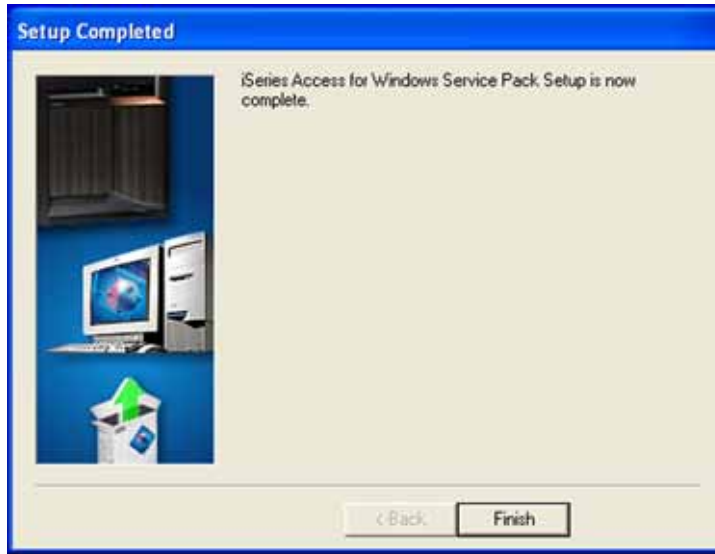 Setup Completed
iSeries Access for Windows Service Pack Setup is now
complete.
< Back
Finish